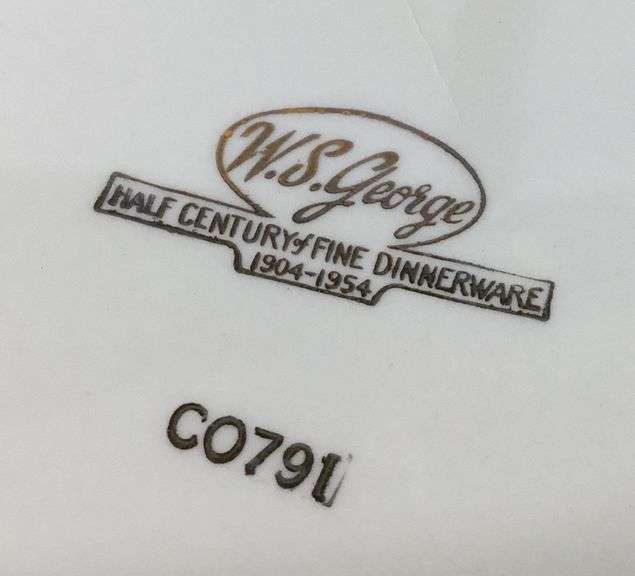 W.S. George
HALF CENTURY of FINE DINNERWARE
1904-1954
CO791